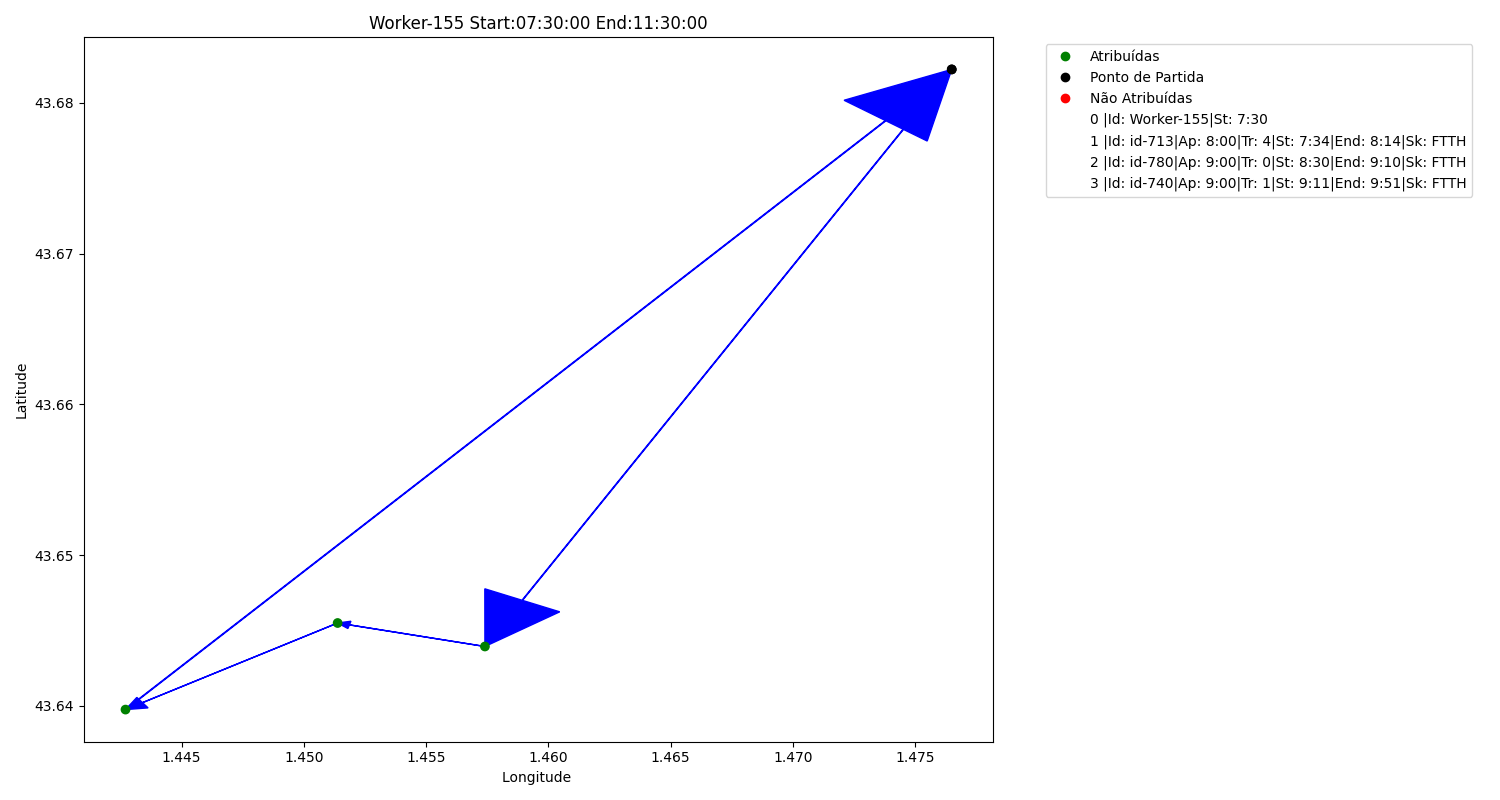 Worker-155 Start:07:30:00 End:11:30:00
Atribuídas
Ponto de Partida
Não Atribuídas
0 |Id: Worker-155|St: 7:30
1 |Id: id-713|Ap: 8:00|Tr: 4|St: 7:34|End: 8:14|Sk: FTTH
2 |Id: id-780|Ap: 9:00|Tr: 0|St: 8:30|End: 9:10|Sk: FTTH
3 |Id: id-740|Ap: 9:00|Tr: 1|St: 9:11|End: 9:51|Sk: FTTH
Latitude
43.68
43.67
43.66
43.65
43.64
1.445 1.450 1.455 1.460 1.465 1.470 1.475
Longitude